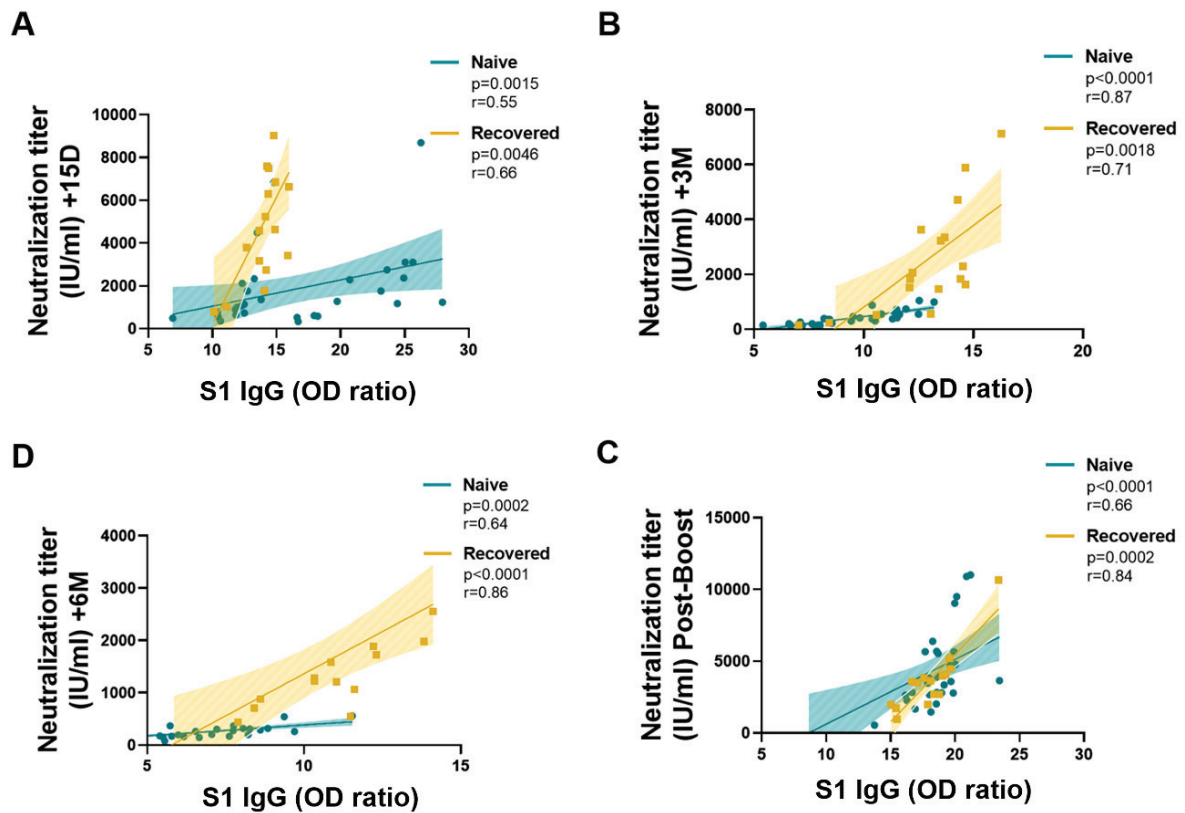 A
Naive
p=0.0015
r=0.55
Recovered
p=0.0046
r=0.66
Neutralization titer
(IU/ml) +15D
10000
8000
6000
4000
2000
0
5 10 15 20 25 30
S1 IgG (OD ratio)
B
Naive
p<0.0001
r=0.87
Recovered
p=0.0018
r=0.71
Neutralization titer
(IU/ml) +3M
8000
6000
4000
2000
0
5 10 15 20
S1 IgG (OD ratio)
D
Naive
p=0.0002
r=0.64
Recovered
p<0.0001
r=0.86
Neutralization titer
(IU/ml) +6M
4000
3000
2000
1000
0
5 10 15
S1 IgG (OD ratio)
C
Naive
p<0.0001
r=0.66
Recovered
p=0.0002
r=0.84
Neutralization titer
(IU/ml) Post-Boost
15000
10000
5000
0
5 10 15 20 25 30
S1 IgG (OD ratio)